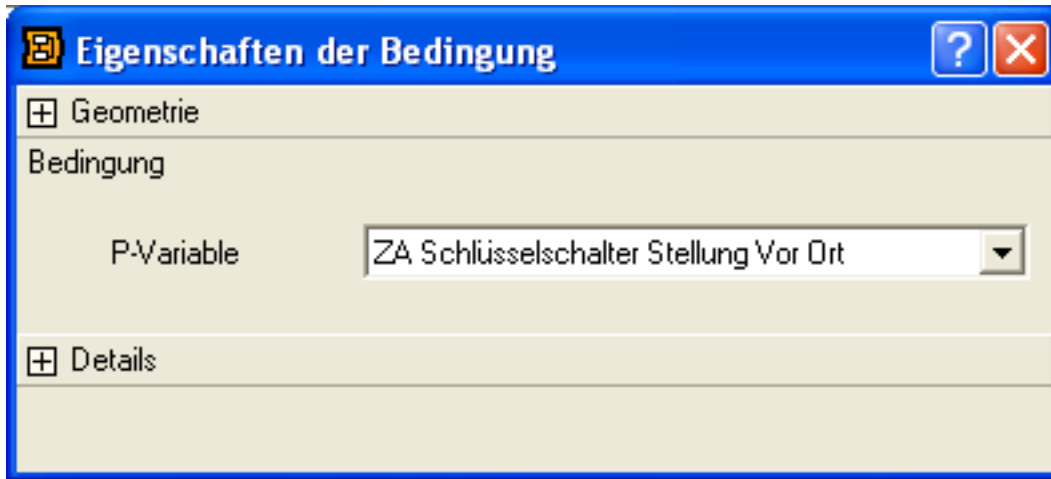 Eigenschaften der Bedingung
Geometrie
Bedingung
P-Variable ZA Schlüsselschalter Stellung Vor Ort
Details